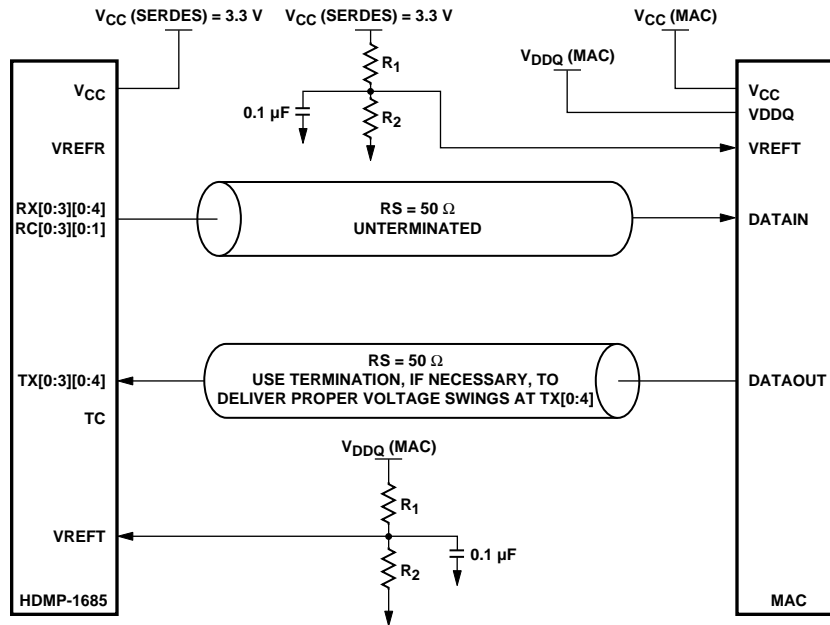 VCC (SERDES) = 3.3 V
VCC (SERDES) = 3.3 V
VCC (MAC)
VDDQ (MAC)
R1
0.1 µF
R2
VCC
VREFR
RX[0:3][0:4]
RC[0:3][0:1]
TX[0:3][0:4]
TC
VREFT
HDMP-1685
RS = 50 Ω
UNTERMINATED
RS = 50 Ω
USE TERMINATION, IF NECESSARY, TO
DELIVER PROPER VOLTAGE SWINGS AT TX[0:4]
VDDQ (MAC)
R1
0.1 µF
R2
VCC
VDDQ
VREFT
DATAIN
DATAOUT
MAC